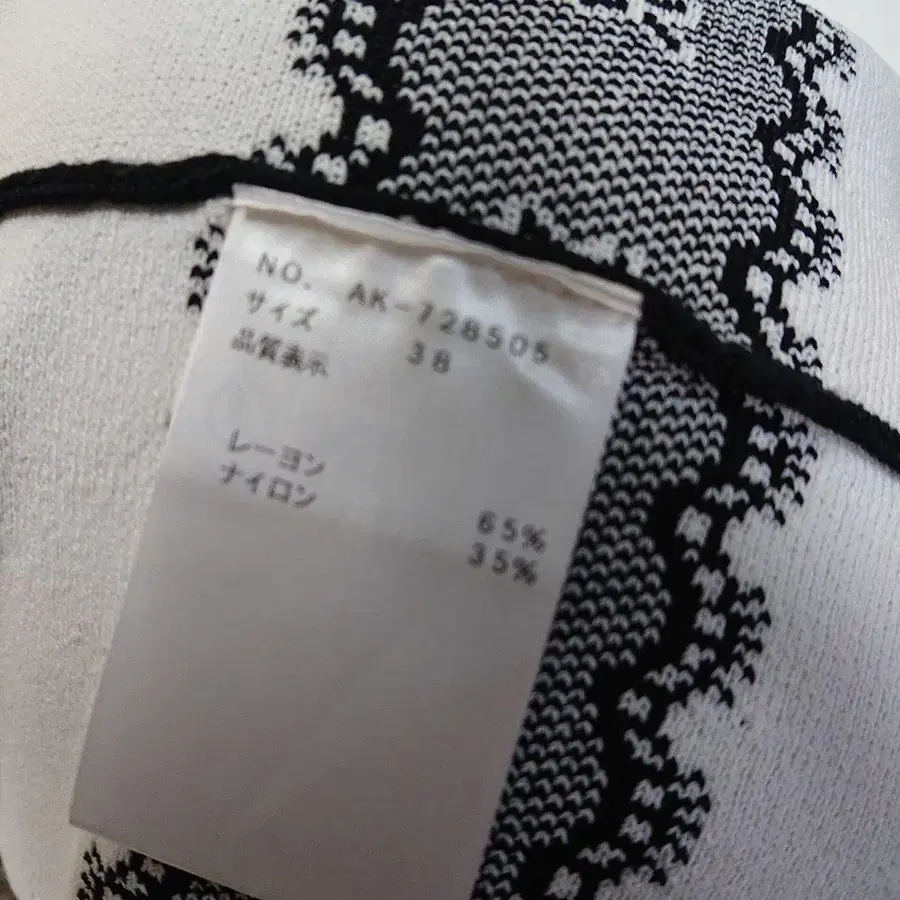 NO. AK-728505
サイズ 38
品質表示
レーヨン 65%
ナイロン 35%